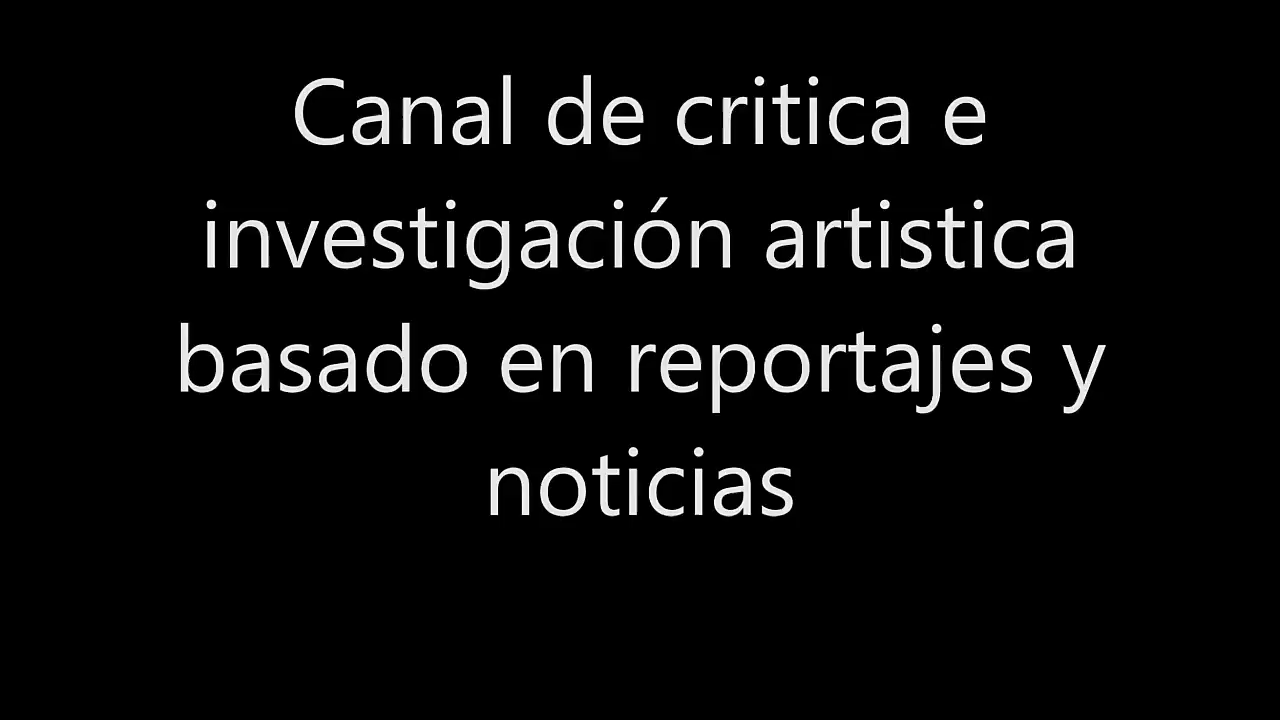 Canal de critica e
investigación artistica
basado en reportajes y
noticias